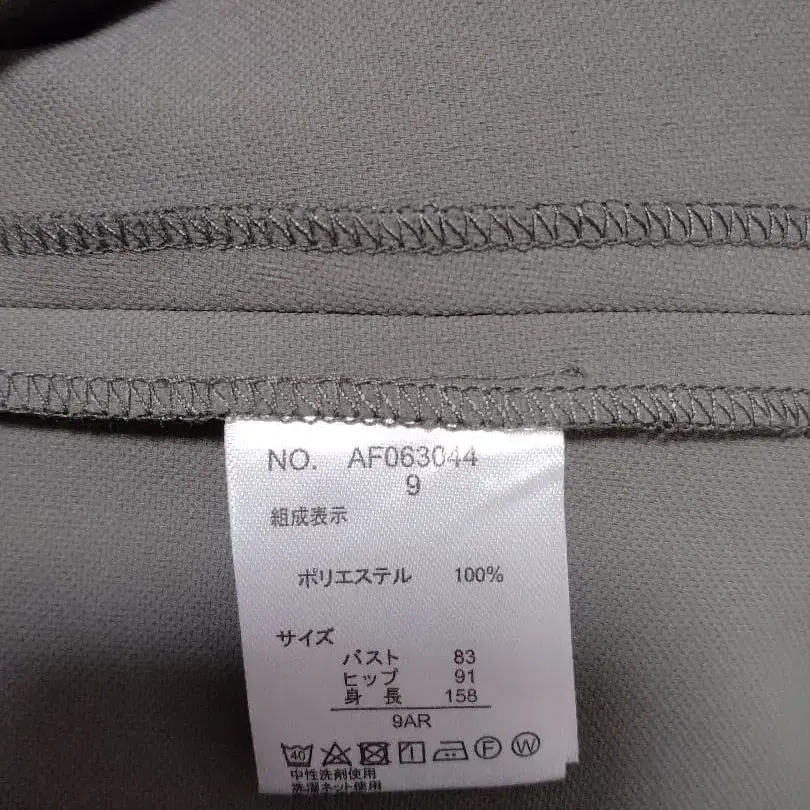 NO. AF063044
9
組成表示
ポリエステル 100%
サイズ
バスト 83
ヒップ 91
身長 158
9AR
40 F W
中性洗剤使用
洗濯ネット使用